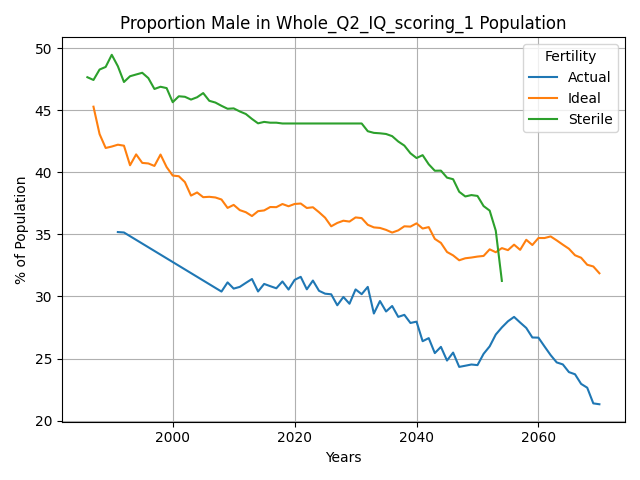 Proportion Male in Whole_Q2_IQ_scoring_1 Population
% of Population
50
45
40
35
30
25
20
Fertility
Actual
Ideal
Sterile
2000
2020
2040
2060
Years